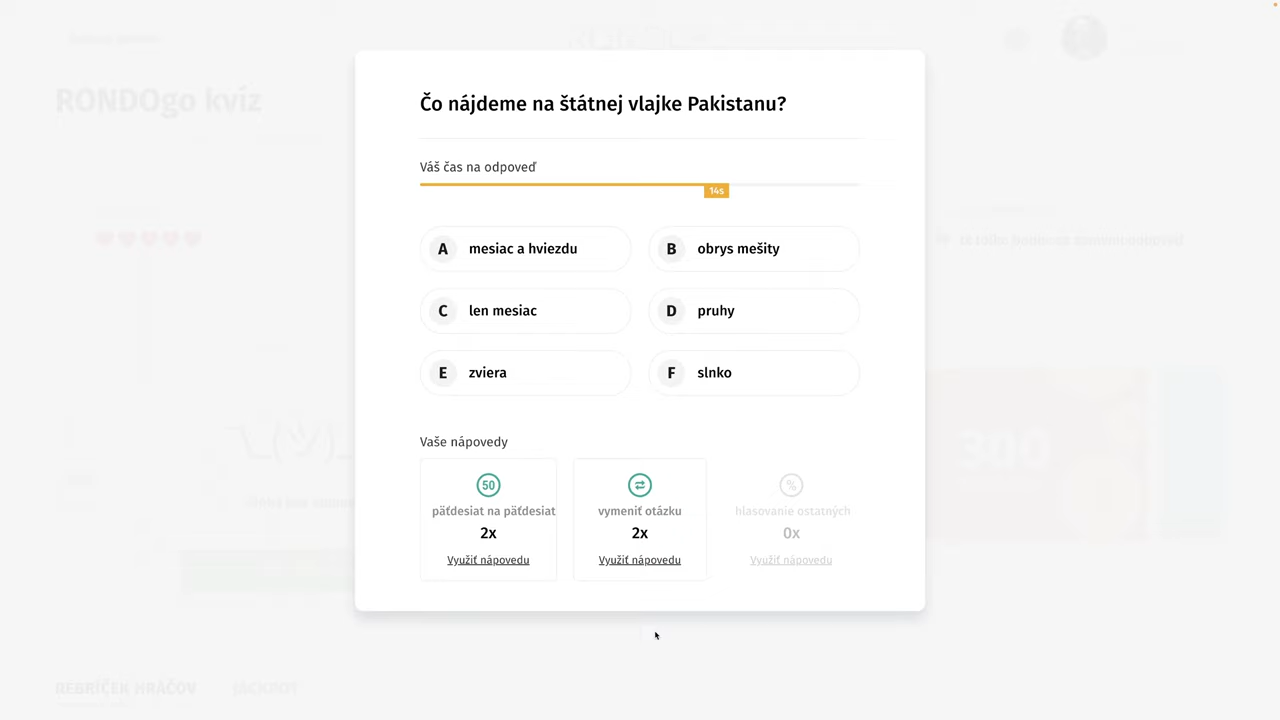 RONDOgo kvíz
Čo nájdeme na štátnej vlajke Pakistanu?
Váš čas na odpoveď
14s
A mesiac a hviezdu
B obrys mešity
C len mesiac
D pruhy
E zviera
F slnko
300
Vaše nápovedy
50
päťdesiat na päťdesiat
2x
Využiť nápovedu
vymeniť otázku
2x
Využiť nápovedu
%
hlasovanie ostatných
0x
Využiť nápovedu
REBRÍČEK HRÁČOV
JACKPOT